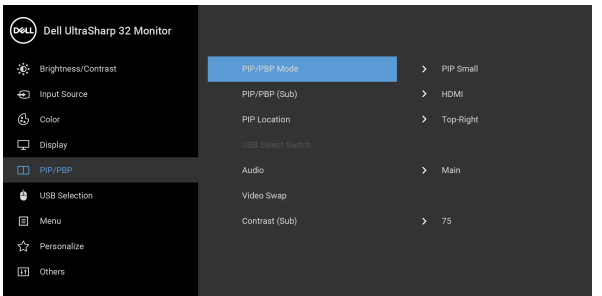 DELL Dell UltraSharp 32 Monitor
Brightness/Contrast
Input Source
Color
Display
PIP/PBP
USB Selection
Menu
Personalize
Others
PIP/PBP Mode > PIP Small
PIP/PBP (Sub) > HDMI
PIP Location > Top-Right
USB Select Switch
Audio > Main
Video Swap
Contrast (Sub) > 75